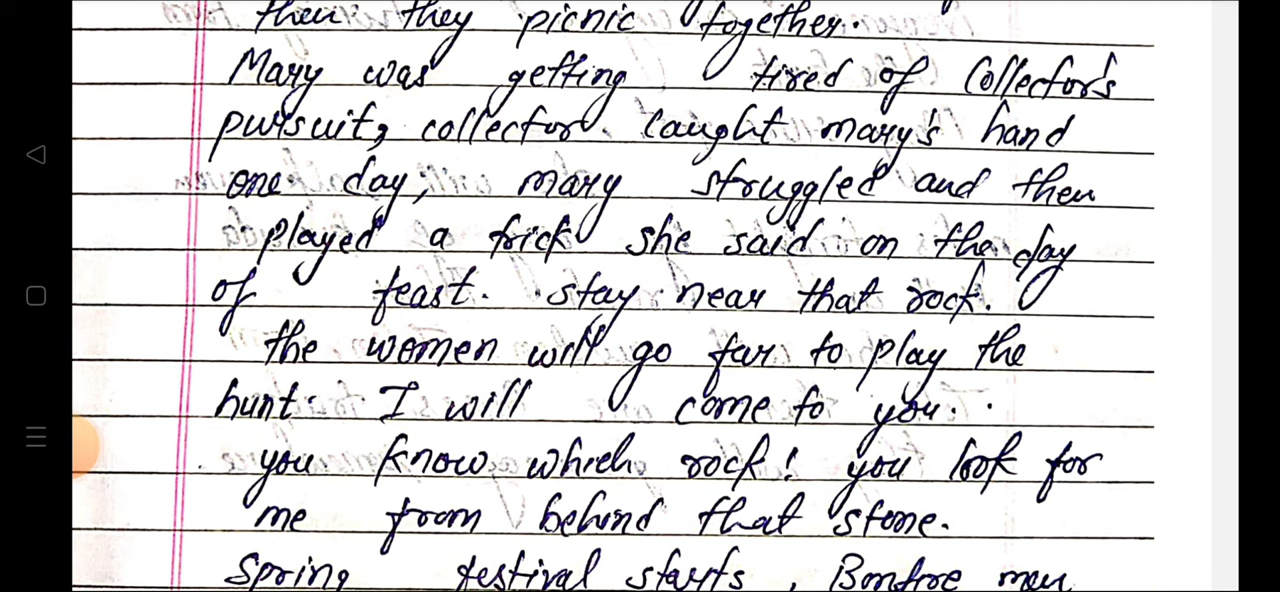 then they picnic together.
Mary was getting tired of Collector's
pursuit, collector caught mary's hand
one day; mary struggled and then
played a trick she said on the day
of feast. stay near that rock.
the women will go far to play the
hunt. I will come to you.
you know which rock! you look for
me from behind that stone.
Spring festival starts, Bonfire men